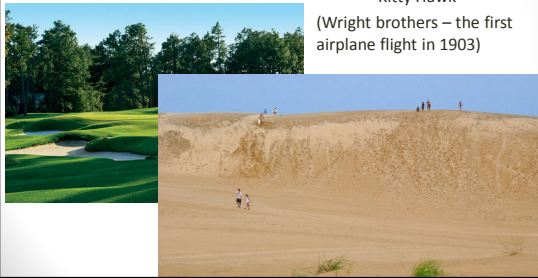 Kitty Hawk
(Wright brothers – the first
airplane flight in 1903)